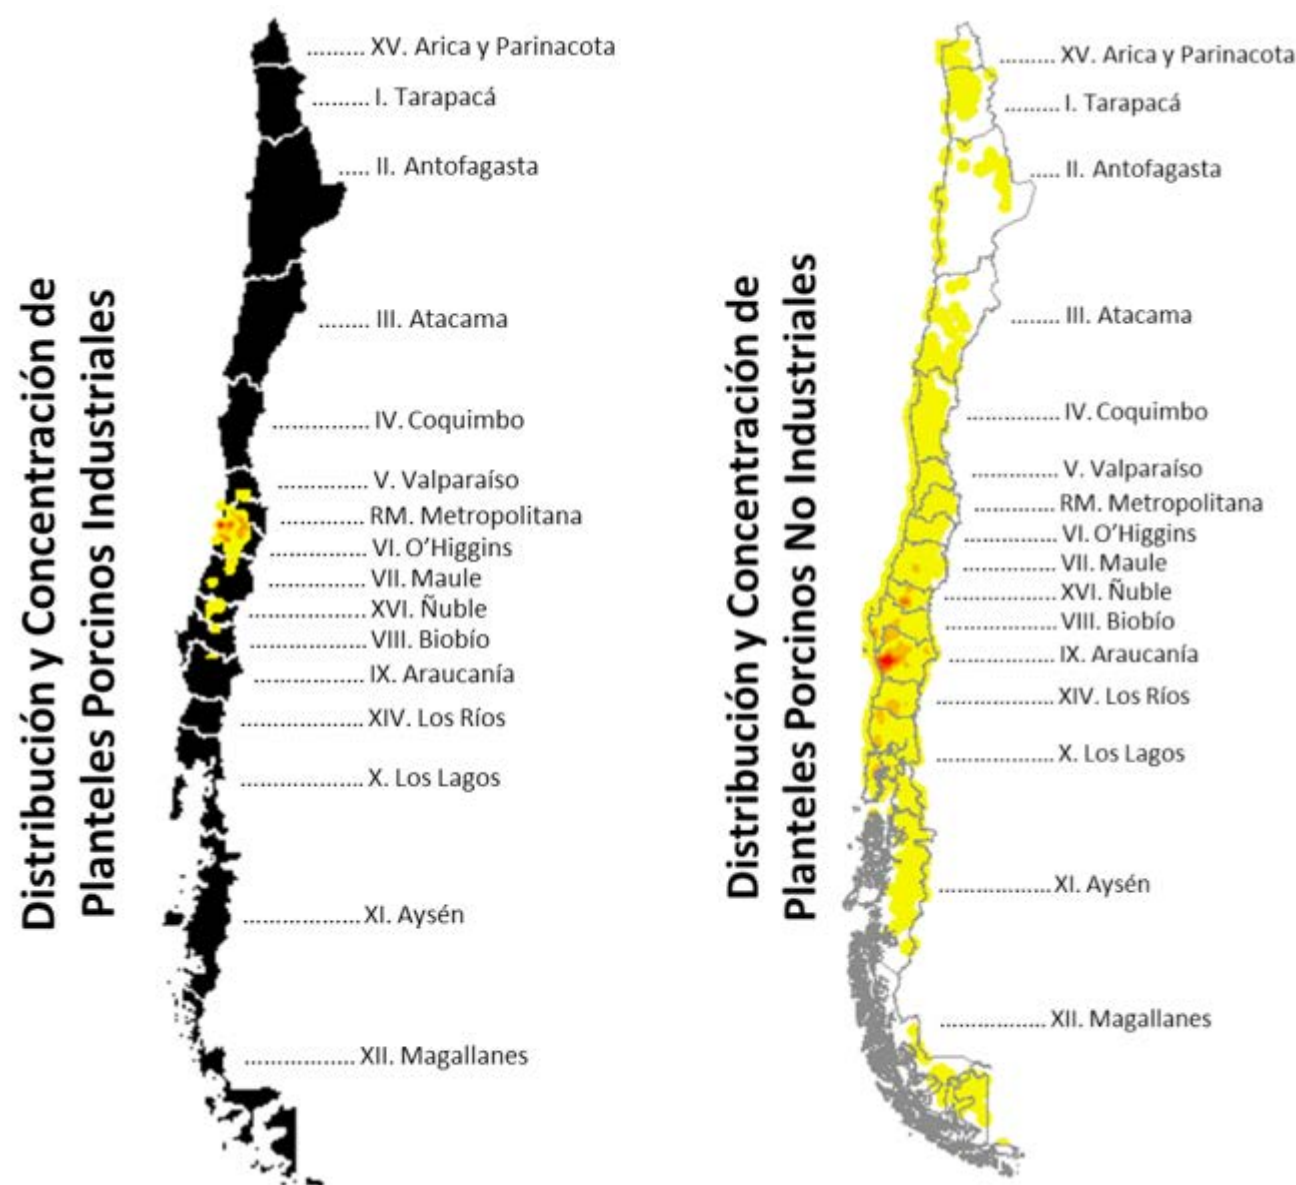 Distribución y Concentración de
Planteles Porcinos Industriales
......... XV. Arica y Parinacota
......... I. Tarapacá
..... II. Antofagasta
........ III. Atacama
............... IV. Coquimbo
.............. V. Valparaíso
............. RM. Metropolitana
.............. VI. O’Higgins
............... VII. Maule
................. XVI. Ñuble
.................. VIII. Biobío
................. IX. Araucanía
.................... XIV. Los Ríos
.................... X. Los Lagos
................... XI. Aysén
.................. XII. Magallanes
Distribución y Concentración de
Planteles Porcinos No Industriales
......... XV. Arica y Parinacota
......... I. Tarapacá
..... II. Antofagasta
........ III. Atacama
............... IV. Coquimbo
.............. V. Valparaíso
............. RM. Metropolitana
.............. VI. O’Higgins
............... VII. Maule
................. XVI. Ñuble
.................. VIII. Biobío
................. IX. Araucanía
.................. XIV. Los Ríos
.................... X. Los Lagos
................... XI. Aysén
................. XII. Magallanes